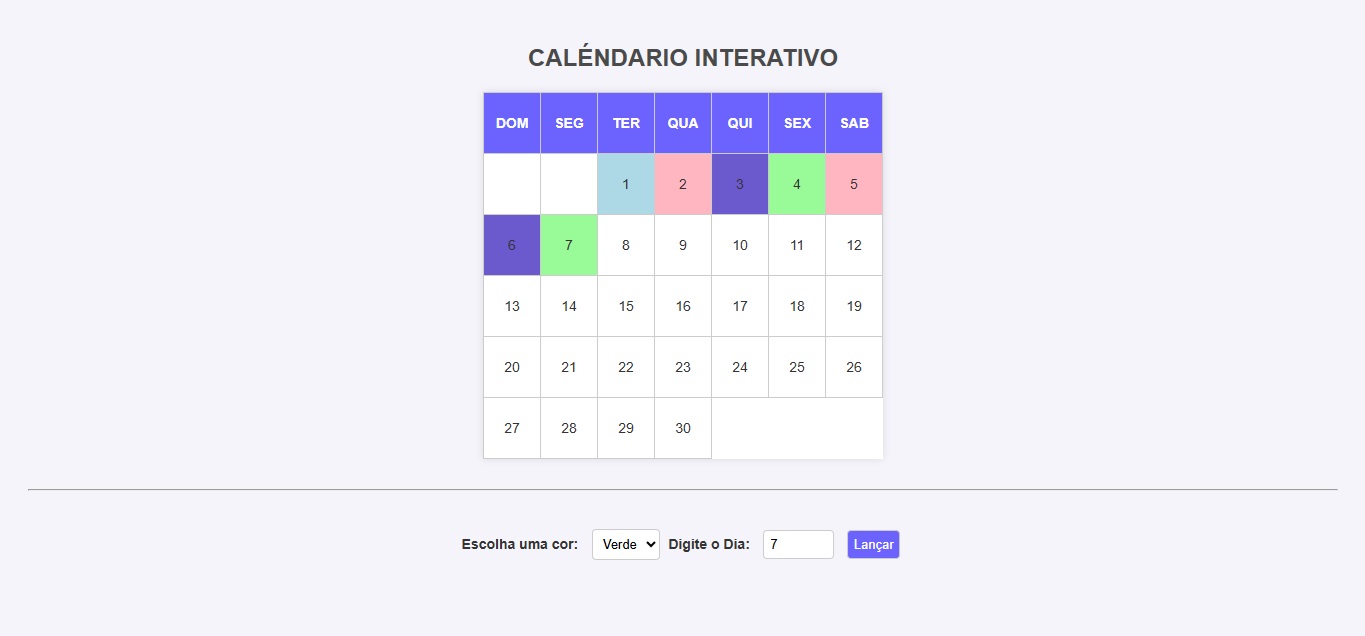 CALÉNDARIO INTERATIVO
DOM SEG TER QUA QUI SEX SAB
1 2 3 4 5
6 7 8 9 10 11 12
13 14 15 16 17 18 19
20 21 22 23 24 25 26
27 28 29 30
Escolha uma cor: Verde Digite o Dia: 7 Lançar